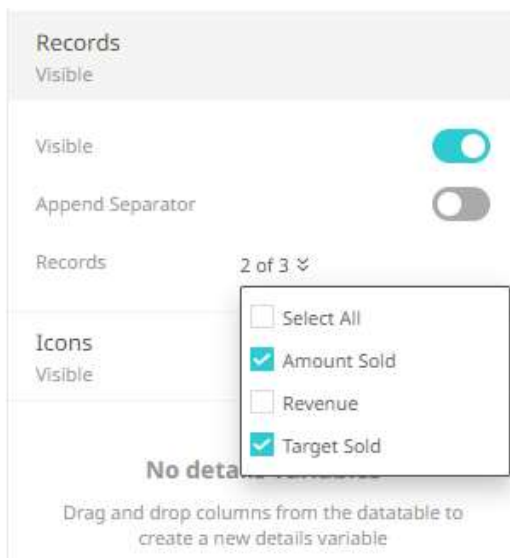 Records
Visible
Visible
Append Separator
Records 2 of 3
Select All
Amount Sold
Icons
Visible
Revenue
Target Sold
No
Drag and drop columns from the datatable to
create a new details variable